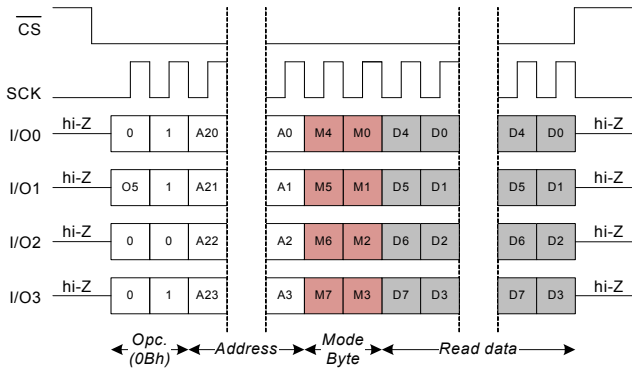 CS
SCK
I/O0 hi-Z 0 1 A20 A0 M4 M0 D4 D0 D4 D0 hi-Z
I/O1 hi-Z O5 1 A21 A1 M5 M1 D5 D1 D5 D1 hi-Z
I/O2 hi-Z 0 0 A22 A2 M6 M2 D6 D2 D6 D2 hi-Z
I/O3 hi-Z 0 1 A23 A3 M7 M3 D7 D3 D7 D3 hi-Z
Opc. Address Mode Read data
(0Bh) Byte